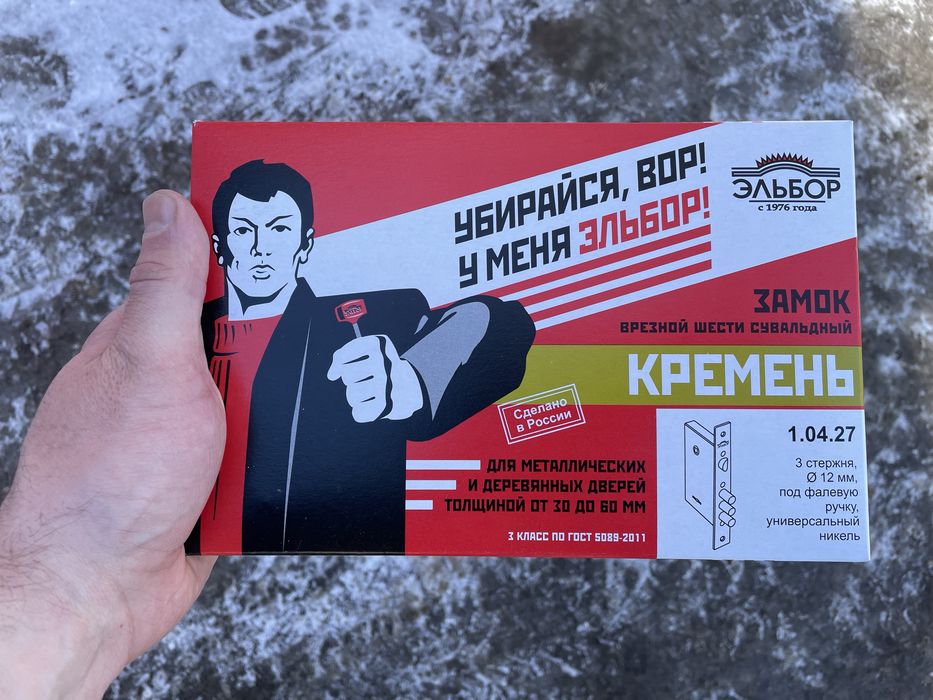 УБИРАЙСЯ, ВОР!
У МЕНЯ ЭЛЬБОР!
ЭЛЬБОР
с 1976 года
ЗАМОК
ВРЕЗНОЙ ШЕСТИ СУВАЛЬДНЫЙ
КРЕМЕНЬ
Сделано
в России
ДЛЯ МЕТАЛЛИЧЕСКИХ
И ДЕРЕВЯННЫХ ДВЕРЕЙ
ТОЛЩИНОЙ ОТ 30 ДО 60 ММ
3 КЛАСС ПО ГОСТ 5089-2011
1.04.27
3 стержня,
Ø 12 мм,
под фалевую
ручку,
универсальный
никель